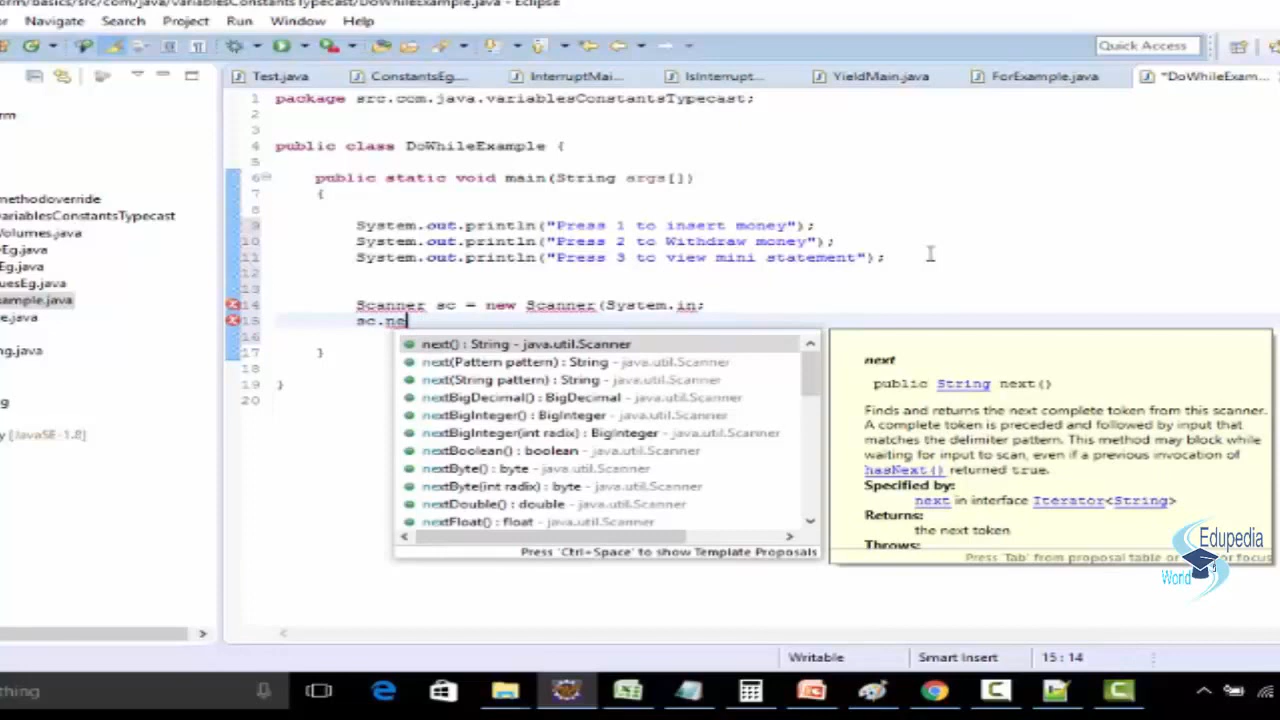 orm/basics/src/com/java/variablesConstantsTypecast/DoWhileExample.java - Eclipse
Navigate Search Project Run Window Help
Quick Access
Test.java ConstantsEg... InterruptMai... IsInterrupt... YieldMain.java ForExample.java *DoWhileExam...
1 package src.com.java.variablesConstantsTypecast;
2
3
4 public class DoWhileExample {
5
6 public static void main(String args[])
7 {
8
9 System.out.println("Press 1 to insert money");
10 System.out.println("Press 2 to Withdraw money");
11 System.out.println("Press 3 to view mini statement");
12
13
14 Scanner sc = new Scanner(System.in;
15 sc.ne
16
17 }
18
19 }
20
rm
methodoverride
variablesConstantsTypecast
Volumes.java
Eg.java
g.java
uesEg.java
ample.java
e.java
ng.java
g
y [JavaSE-1.8]
next() : String - java.util.Scanner
next(Pattern pattern) : String - java.util.Scanner
next(String pattern) : String - java.util.Scanner
nextBigDecimal() : BigDecimal - java.util.Scanner
nextBigInteger() : BigInteger - java.util.Scanner
nextBigInteger(int radix) : BigInteger - java.util.Scanner
nextBoolean() : boolean - java.util.Scanner
nextByte() : byte - java.util.Scanner
nextByte(int radix) : byte - java.util.Scanner
nextDouble() : double - java.util.Scanner
nextFloat() : float - java.util.Scanner
Press 'Ctrl+Space' to show Template Proposals
next
public String next()
Finds and returns the next complete token from this scanner.
A complete token is preceded and followed by input that
matches the delimiter pattern. This method may block while
waiting for input to scan, even if a previous invocation of
hasNext() returned true.
Specified by:
next in interface Iterator<String>
Returns:
the next token
Throws:
Press 'Tab' from proposal table or or focus
Edupedia
World
Writable Smart Insert 15 : 14
thing